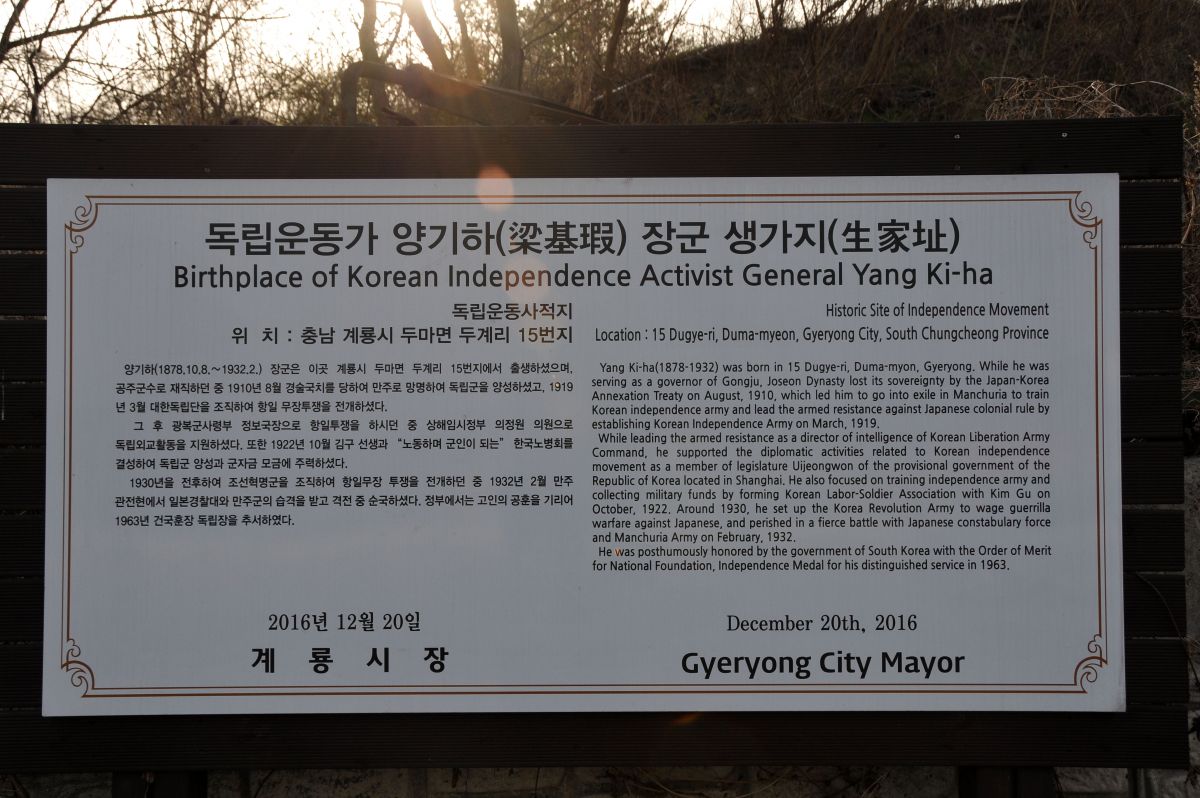 독립운동가 양기하(梁基瑕) 장군 생가지(生家址)
Birthplace of Korean Independence Activist General Yang Ki-ha
독립운동사적지
위 치 : 충남 계룡시 두마면 두계리 15번지
양기하(1878.10.8.~1932.2.) 장군은 이곳 계룡시 두마면 두계리 15번지에서 출생하셨으며,
공주군수로 재직하던 중 1910년 8월 경술국치를 당하여 만주로 망명하여 독립군을 양성하셨고, 1919
년 3월 대한독립단을 조직하여 항일 무장투쟁을 전개하셨다.
그 후 광복군사령부 정보국장으로 항일투쟁을 하시던 중 상해임시정부 의정원 의원으로
독립외교활동을 지원하셨다. 또한 1922년 10월 김구 선생과 “노동하며 군인이 되는” 한국노병회를
결성하여 독립군 양성과 군자금 모금에 주력하셨다.
1930년을 전후하여 조선혁명군을 조직하여 항일무장 투쟁을 전개하던 중 1932년 2월 만주
관전현에서 일본경찰대와 만주군의 습격을 받고 격전 중 순국하셨다. 정부에서는 고인의 공훈을 기리어
1963년 건국훈장 독립장을 추서하였다.
2016년 12월 20일
계 룡 시 장
Historic Site of Independence Movement
Location : 15 Dugye-ri, Duma-myeon, Gyeryong City, South Chungcheong Province
Yang Ki-ha(1878-1932) was born in 15 Dugye-ri, Duma-myon, Gyeryong. While he was
serving as a governor of Gongju, Joseon Dynasty lost its sovereignty by the Japan-Korea
Annexation Treaty on August, 1910, which led him to go into exile in Manchuria to train
Korean independence army and lead the armed resistance against Japanese colonial rule by
establishing Korean Independence Army on March, 1919.
While leading the armed resistance as a director of intelligence of Korean Liberation Army
Command, he supported the diplomatic activities related to Korean independence
movement as a member of legislature Uijeongwon of the provisional government of the
Republic of Korea located in Shanghai. He also focused on training independence army and
collecting military funds by forming Korean Labor-Soldier Association with Kim Gu on
October, 1922. Around 1930, he set up the Korea Revolution Army to wage guerrilla
warfare against Japanese, and perished in a fierce battle with Japanese constabulary force
and Manchuria Army on February, 1932.
He was posthumously honored by the government of South Korea with the Order of Merit
for National Foundation, Independence Medal for his distinguished service in 1963.
December 20th, 2016
Gyeryong City Mayor